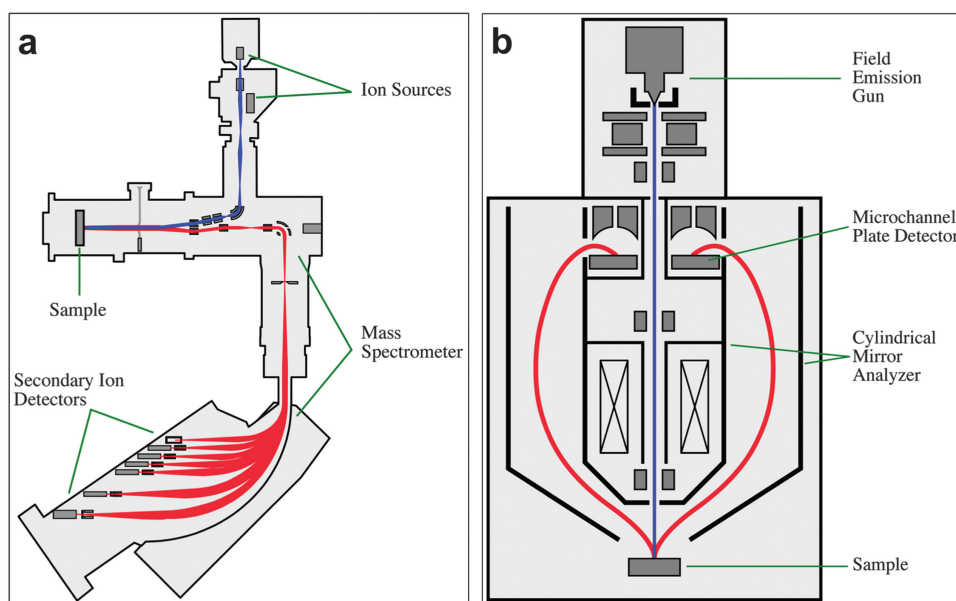 a
Ion Sources
Sample
Mass
Spectrometer
Secondary Ion
Detectors
b
Field
Emission
Gun
Microchannel
Plate Detector
Cylindrical
Mirror
Analyzer
Sample